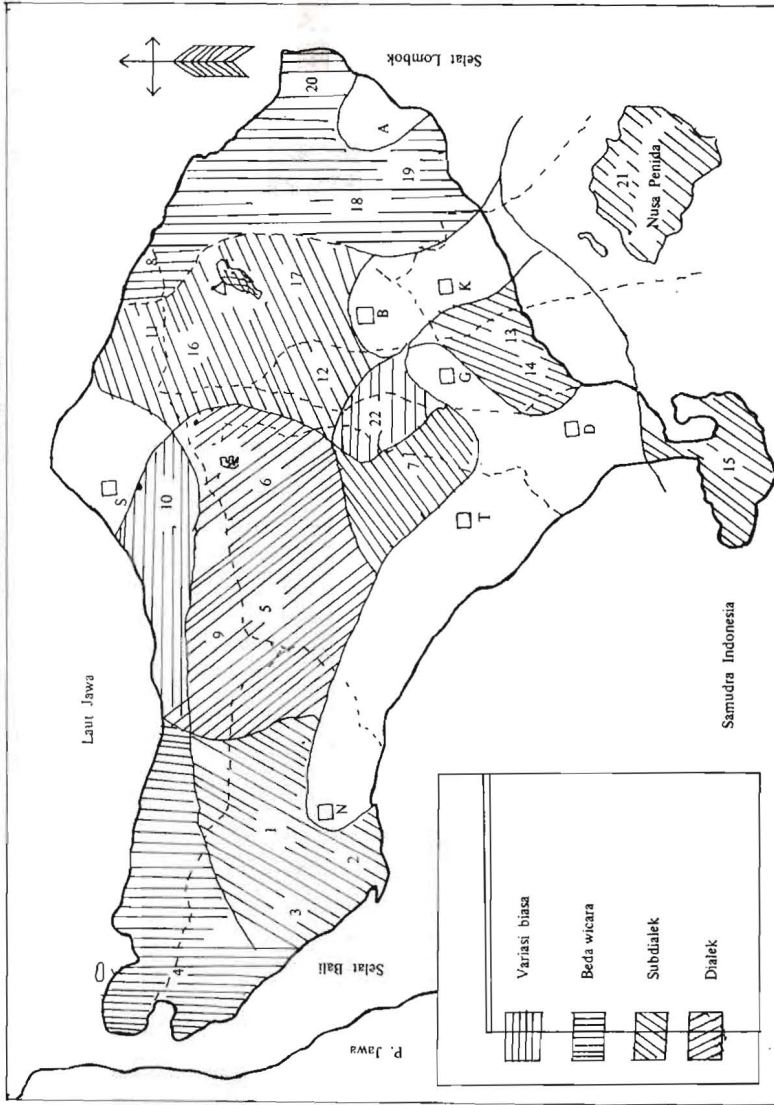 Laut Jawa
Selat Lombok
S
10
9
5
6
11
8
16
17
18
19
20
A
12
22
7
B
K
G
13
14
T
D
15
21
Nusa Penida
N
1
2
3
4
Selat Bali
P. Jawa
Samudra Indonesia
Variasi biasa
Beda wicara
Subdialek
Dialek